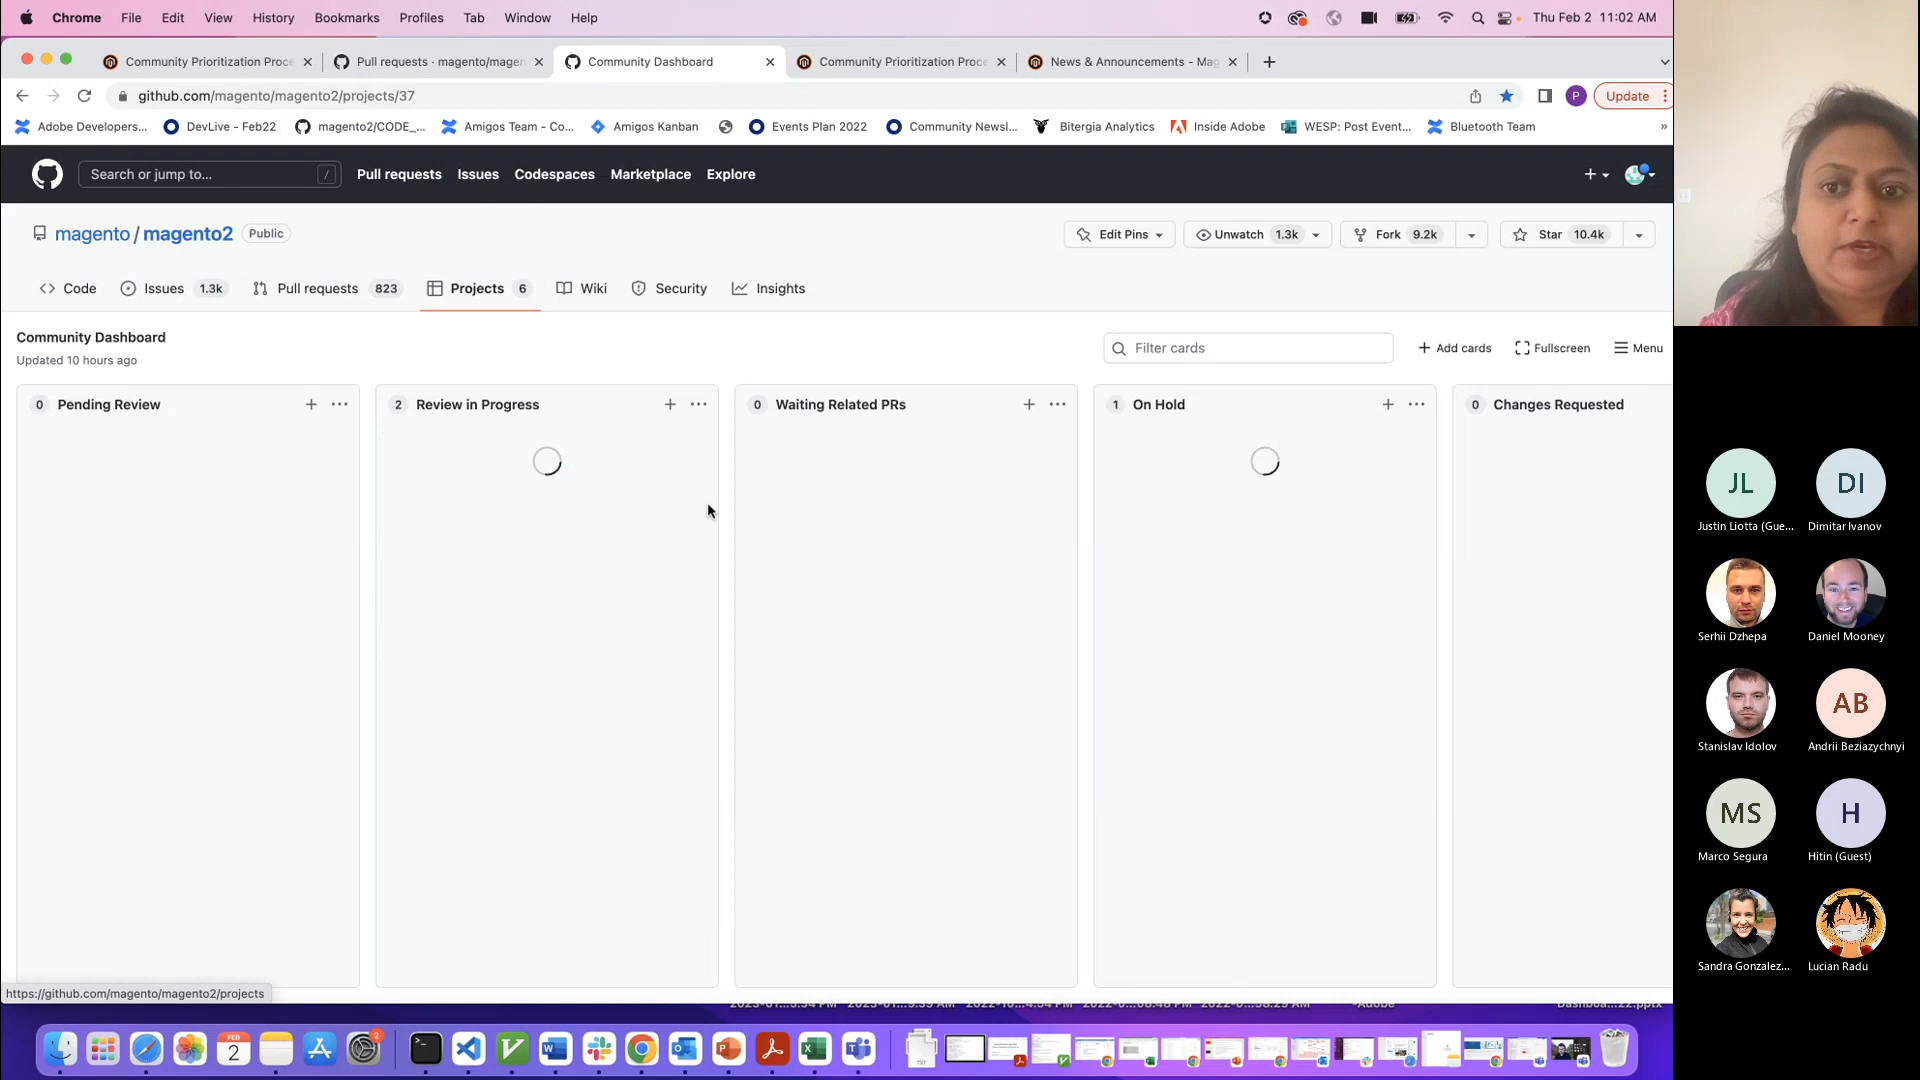 Chrome File Edit View History Bookmarks Profiles Tab Window Help Thu Feb 2 11:02 AM
Community Prioritization Proce Pull requests · magento/magen Community Dashboard Community Prioritization Proce News & Announcements - Mag
github.com/magento/magento2/projects/37 P Update
Adobe Developers... DevLive - Feb22 magento2/CODE_... Amigos Team - Co... Amigos Kanban Events Plan 2022 Community Newsl... Bitergia Analytics Inside Adobe WESP: Post Event... Bluetooth Team »
Search or jump to... / Pull requests Issues Codespaces Marketplace Explore
magento / magento2 Public Edit Pins Unwatch 1.3k Fork 9.2k Star 10.4k
Code Issues 1.3k Pull requests 823 Projects 6 Wiki Security Insights
Community Dashboard
Updated 10 hours ago
Filter cards Add cards Fullscreen Menu
0 Pending Review 2 Review in Progress 0 Waiting Related PRs 1 On Hold 0 Changes Requested
JL DI
Justin Liotta (Gue... Dimitar Ivanov
Serhii Dzhepa Daniel Mooney
AB
Stanislav Idolov Andrii Beziazychnyi
MS H
Marco Segura Hitin (Guest)
Sandra Gonzalez... Lucian Radu
https://github.com/magento/magento2/projects
FEB
2
2